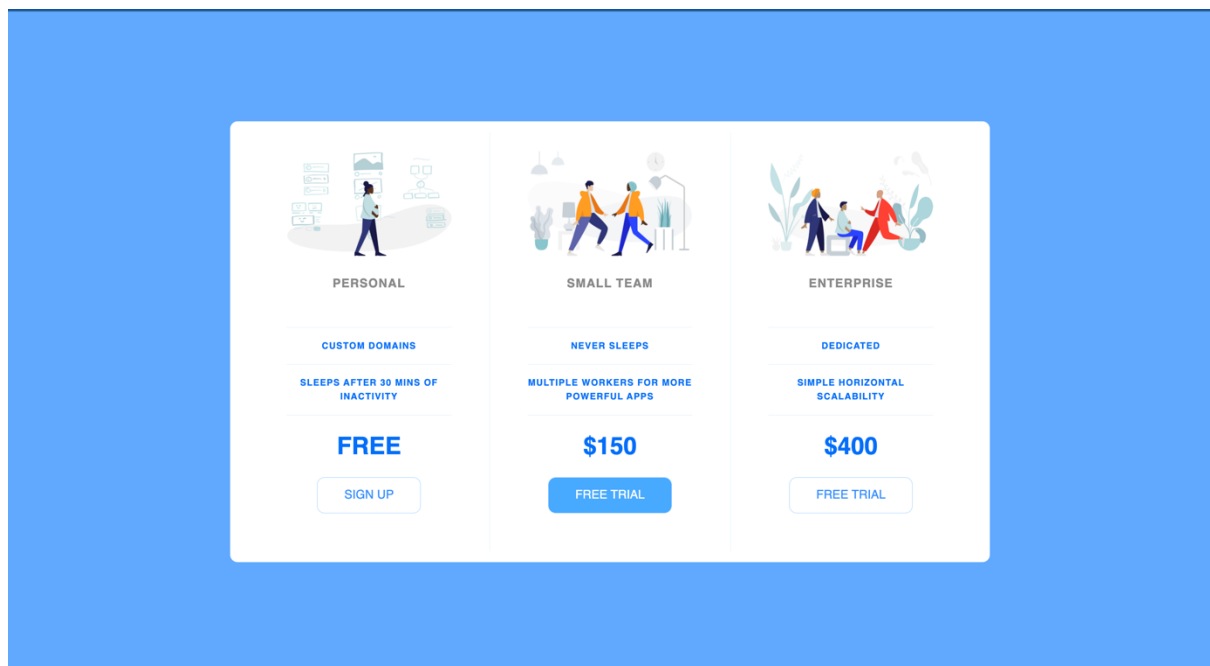 PERSONAL
CUSTOM DOMAINS
SLEEPS AFTER 30 MINS OF
INACTIVITY
FREE
SIGN UP
SMALL TEAM
NEVER SLEEPS
MULTIPLE WORKERS FOR MORE
POWERFUL APPS
$150
FREE TRIAL
ENTERPRISE
DEDICATED
SIMPLE HORIZONTAL
SCALABILITY
$400
FREE TRIAL